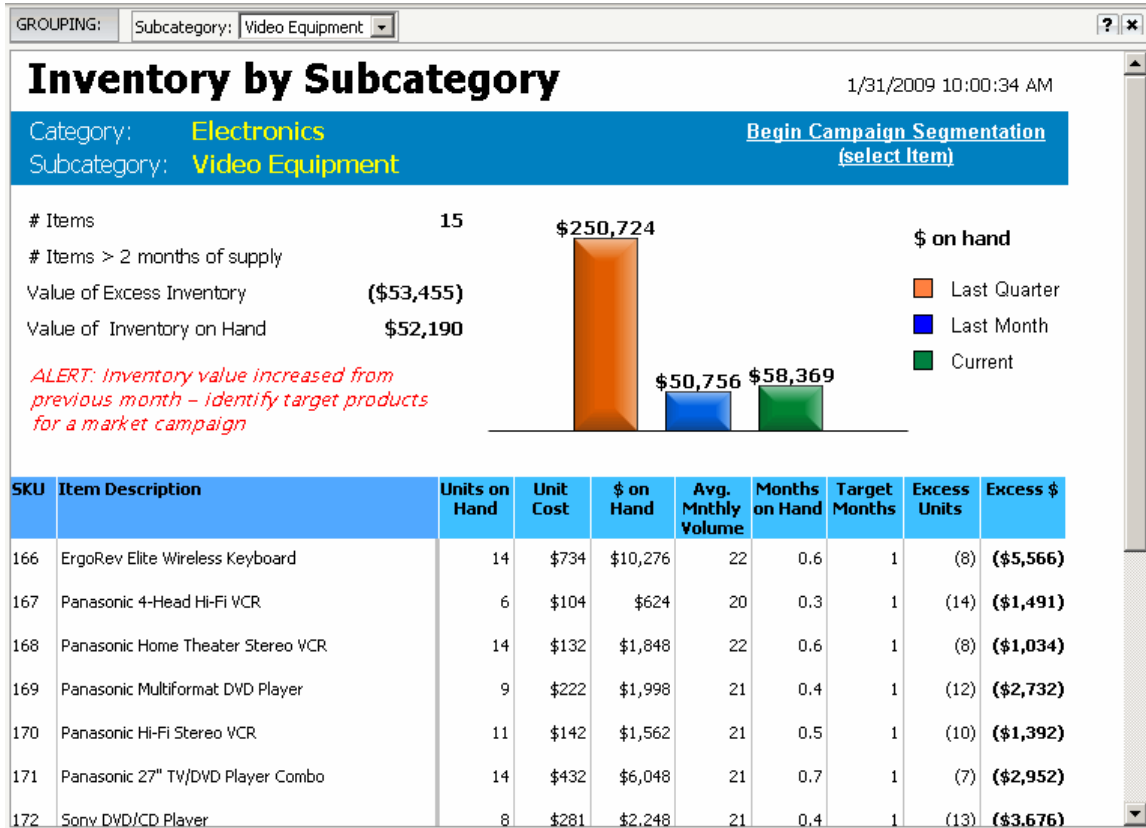 GROUPING: Subcategory: Video Equipment ? ×
Inventory by Subcategory 1/31/2009 10:00:34 AM
Category: Electronics Begin Campaign Segmentation
Subcategory: Video Equipment (select Item)
# Items 15
# Items > 2 months of supply
Value of Excess Inventory ($53,455)
Value of Inventory on Hand $52,190
ALERT: Inventory value increased from
previous month – identify target products
for a market campaign
$250,724
$50,756 $58,369
$ on hand
Last Quarter
Last Month
Current
SKU Item Description Units on Hand Unit Cost $ on Hand Avg. Mnthly Volume Months on Hand Target Months Excess Units Excess $
166 ErgoRev Elite Wireless Keyboard 14 $734 $10,276 22 0.6 1 (8) ($5,566)
167 Panasonic 4-Head Hi-Fi VCR 6 $104 $624 20 0.3 1 (14) ($1,491)
168 Panasonic Home Theater Stereo VCR 14 $132 $1,848 22 0.6 1 (8) ($1,034)
169 Panasonic Multiformat DVD Player 9 $222 $1,998 21 0.4 1 (12) ($2,732)
170 Panasonic Hi-Fi Stereo VCR 11 $142 $1,562 21 0.5 1 (10) ($1,392)
171 Panasonic 27" TV/DVD Player Combo 14 $432 $6,048 21 0.7 1 (7) ($2,952)
172 Sony DVD/CD Player 8 $281 $2,248 21 0.4 1 (13) ($3,676)